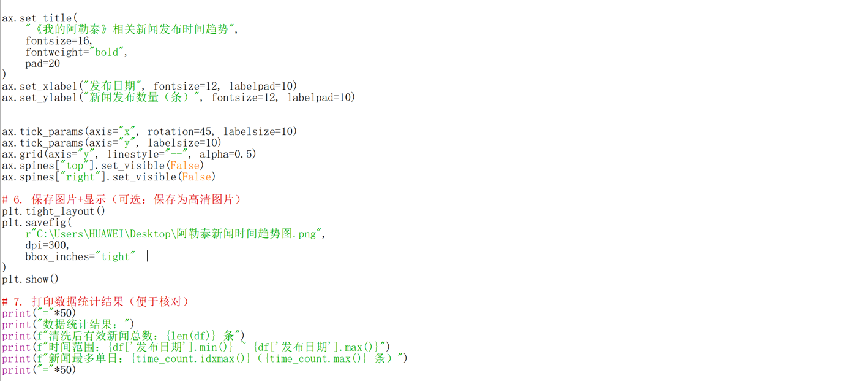 ax.set_title(
    "《我的阿勒泰》相关新闻发布时间趋势",
    fontsize=16,
    fontweight="bold",
    pad=20
)
ax.set_xlabel("发布日期", fontsize=12, labelpad=10)
ax.set_ylabel("新闻发布数量（条）", fontsize=12, labelpad=10)
ax.tick_params(axis="x", rotation=45, labelsize=10)
ax.tick_params(axis="y", labelsize=10)
ax.grid(axis="y", linestyle="--", alpha=0.5)
ax.spines["top"].set_visible(False)
ax.spines["right"].set_visible(False)
# 6. 保存图片+显示（可选：保存为高清图片）
plt.tight_layout()
plt.savefig(
    r"C:\Users\HUAWEI\Desktop\阿勒泰新闻时间趋势图.png",
    dpi=300,
    bbox_inches="tight"
)
plt.show()
# 7. 打印数据统计结果（便于核对）
print("="*50)
print("数据统计结果：")
print(f"清洗后有效新闻总数：{len(df)} 条")
print(f"时间范围：{df['发布日期'].min()} ~ {df['发布日期'].max()}")
print(f"新闻最多单日：{time_count.idxmax()}（{time_count.max()} 条）")
print("="*50)